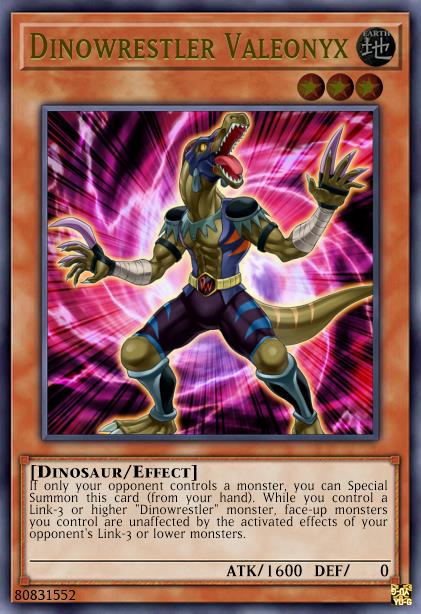 Dinowrestler Valeonyx
EARTH
地
[Dinosaur/Effect]
If only your opponent controls a monster, you can Special
Summon this card (from your hand). While you control a
Link-3 or higher "Dinowrestler" monster, face-up monsters
you control are unaffected by the activated effects of your
opponent's Link-3 or lower monsters.
ATK/1600 DEF/ 0
80831552